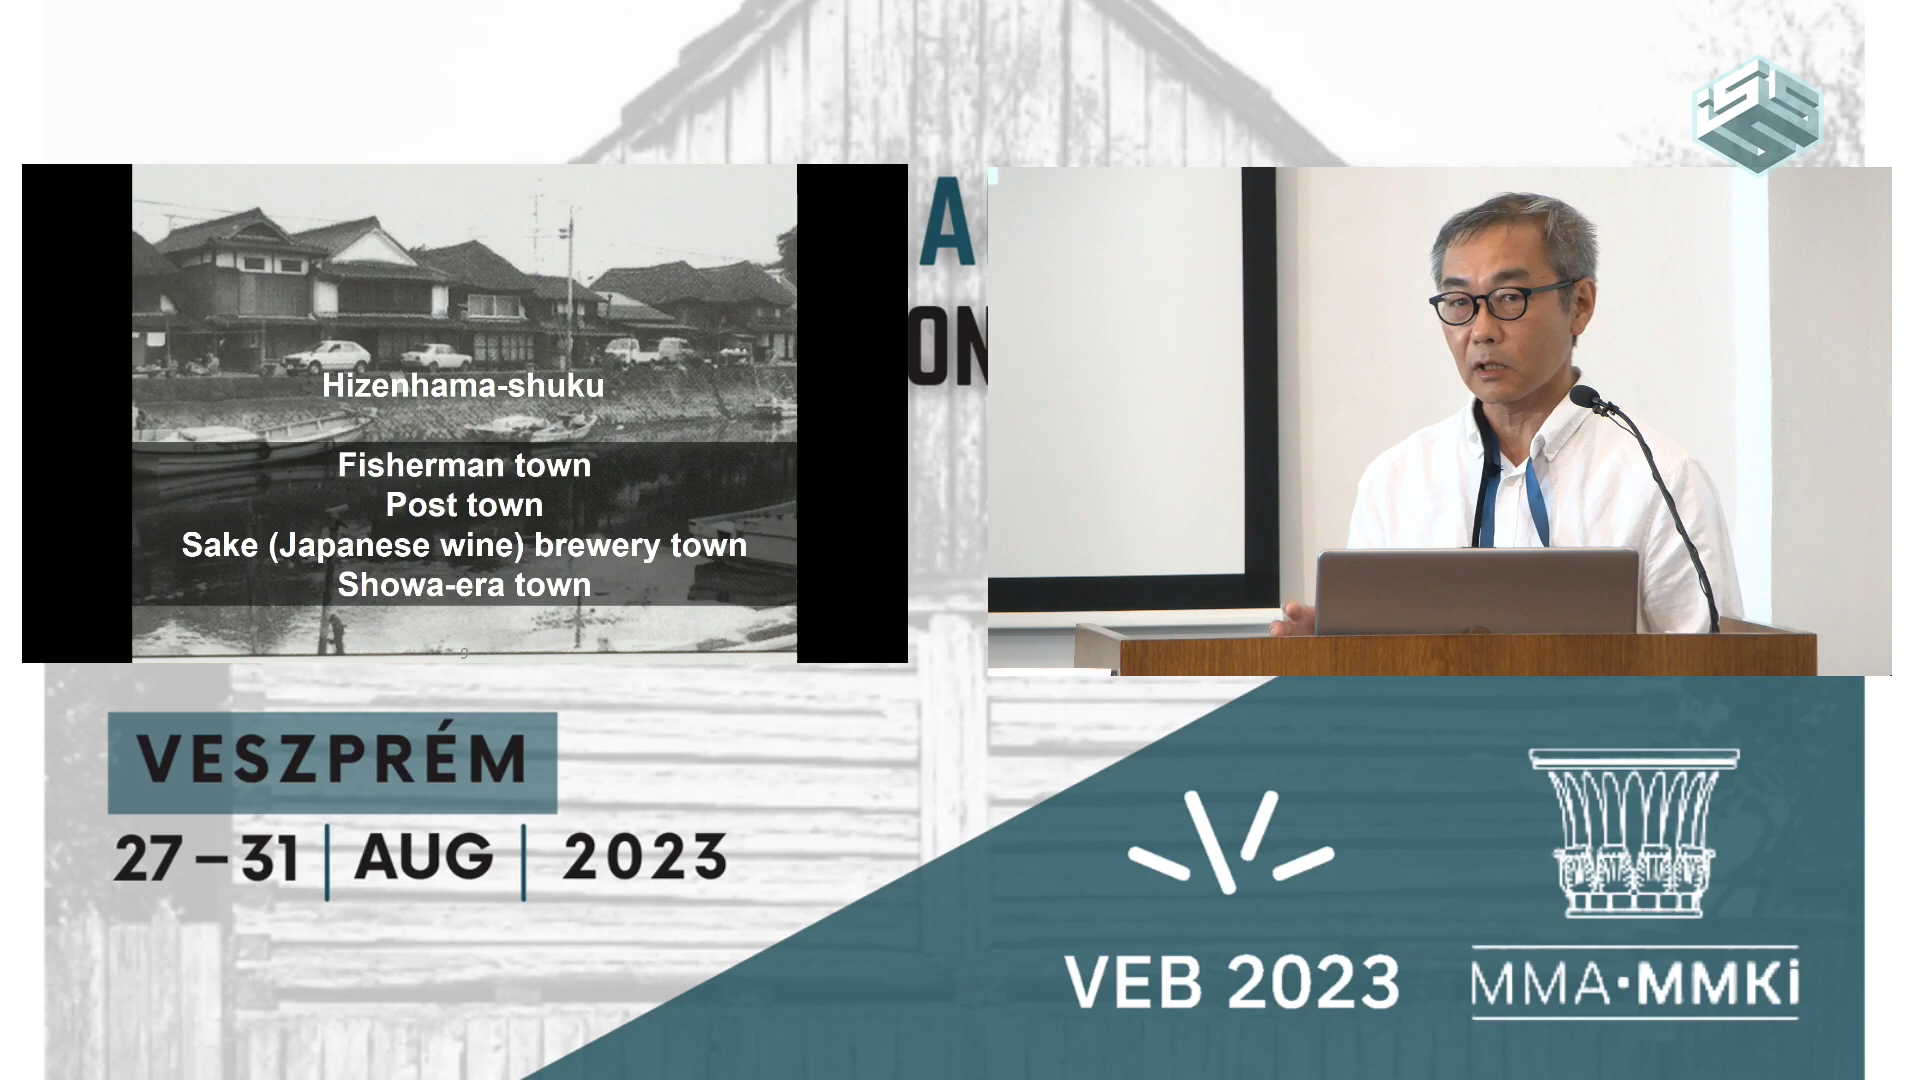 A
ON
Hizenhama-shuku
Fisherman town
Post town
Sake (Japanese wine) brewery town
Showa-era town
9
VESZPRÉM
27–31 | AUG | 2023
VEB 2023
MMA·MMKi